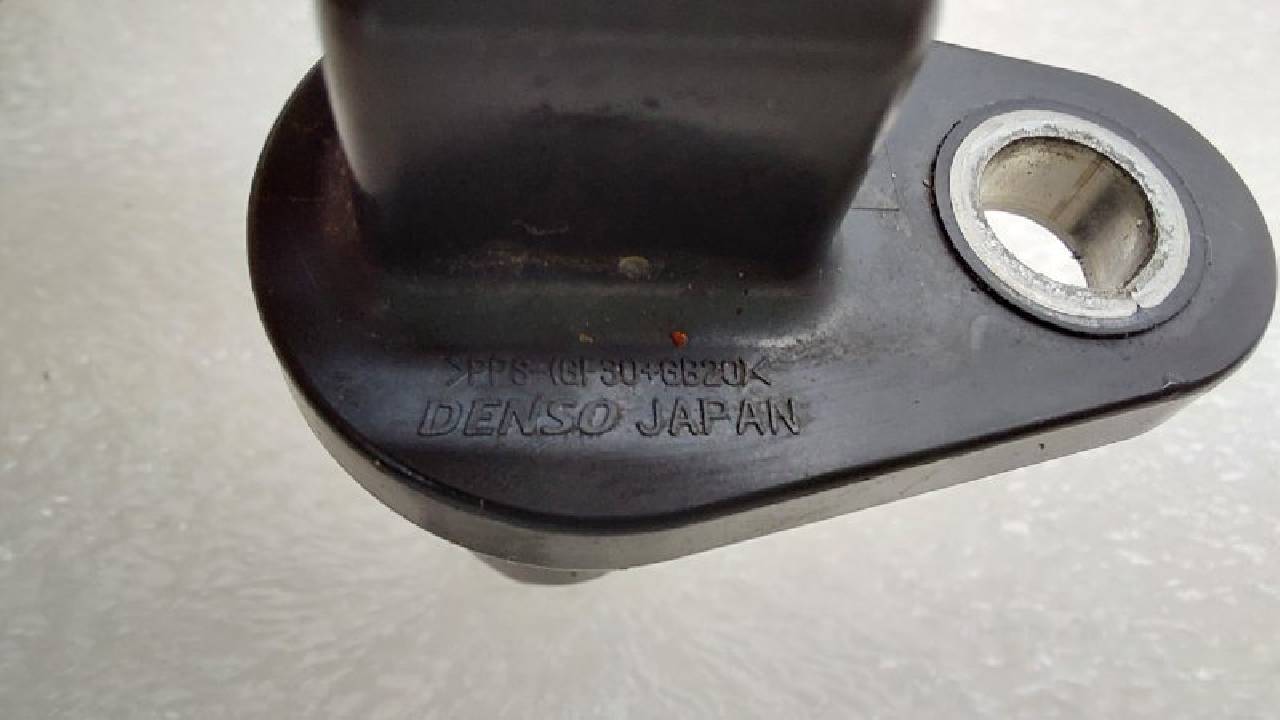 >PPS-(GF30+GB20)<
DENSO JAPAN